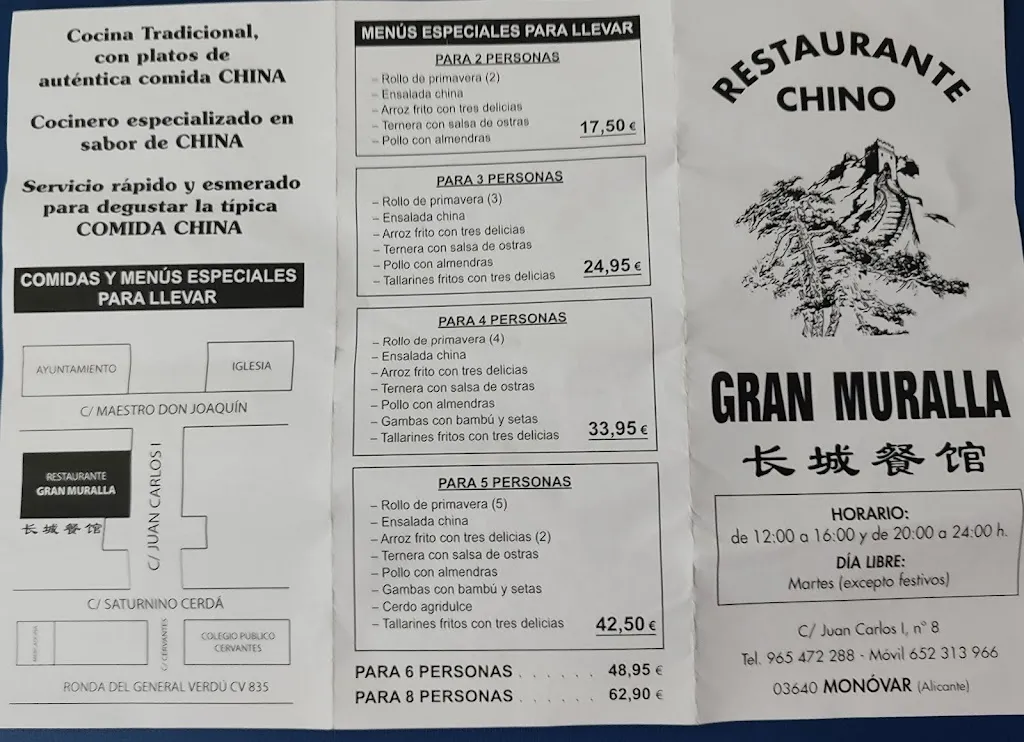 Cocina Tradicional,
con platos de
auténtica comida CHINA
Cocinero especializado en
sabor de CHINA
Servicio rápido y esmerado
para degustar la típica
COMIDA CHINA
COMIDAS Y MENÚS ESPECIALES
PARA LLEVAR
AYUNTAMIENTO
IGLESIA
C/ MAESTRO DON JOAQUÍN
RESTAURANTE
GRAN MURALLA
长城餐馆
C/ JUAN CARLOS I
C/ SATURNINO CERDÁ
C/ CERVANTES
COLEGIO PÚBLICO
CERVANTES
RONDA DEL GENERAL VERDÚ CV 835
MENÚS ESPECIALES PARA LLEVAR
PARA 2 PERSONAS
– Rollo de primavera (2)
– Ensalada china
– Arroz frito con tres delicias
– Ternera con salsa de ostras
– Pollo con almendras
17,50 €
PARA 3 PERSONAS
– Rollo de primavera (3)
– Ensalada china
– Arroz frito con tres delicias
– Ternera con salsa de ostras
– Pollo con almendras
– Tallarines fritos con tres delicias
24,95 €
PARA 4 PERSONAS
– Rollo de primavera (4)
– Ensalada china
– Arroz frito con tres delicias
– Ternera con salsa de ostras
– Pollo con almendras
– Gambas con bambú y setas
– Tallarines fritos con tres delicias
33,95 €
PARA 5 PERSONAS
– Rollo de primavera (5)
– Ensalada china
– Arroz frito con tres delicias (2)
– Ternera con salsa de ostras
– Pollo con almendras
– Gambas con bambú y setas
– Cerdo agridulce
– Tallarines fritos con tres delicias
42,50 €
PARA 6 PERSONAS . . . . . . 48,95 €
PARA 8 PERSONAS . . . . . . 62,90 €
RESTAURANTE
CHINO
GRAN MURALLA
长城餐馆
HORARIO:
de 12:00 a 16:00 y de 20:00 a 24:00 h.
DÍA LIBRE:
Martes (excepto festivos)
C/ Juan Carlos I, nº 8
Tel. 965 472 288 - Móvil 652 313 966
03640 MONÓVAR (Alicante)